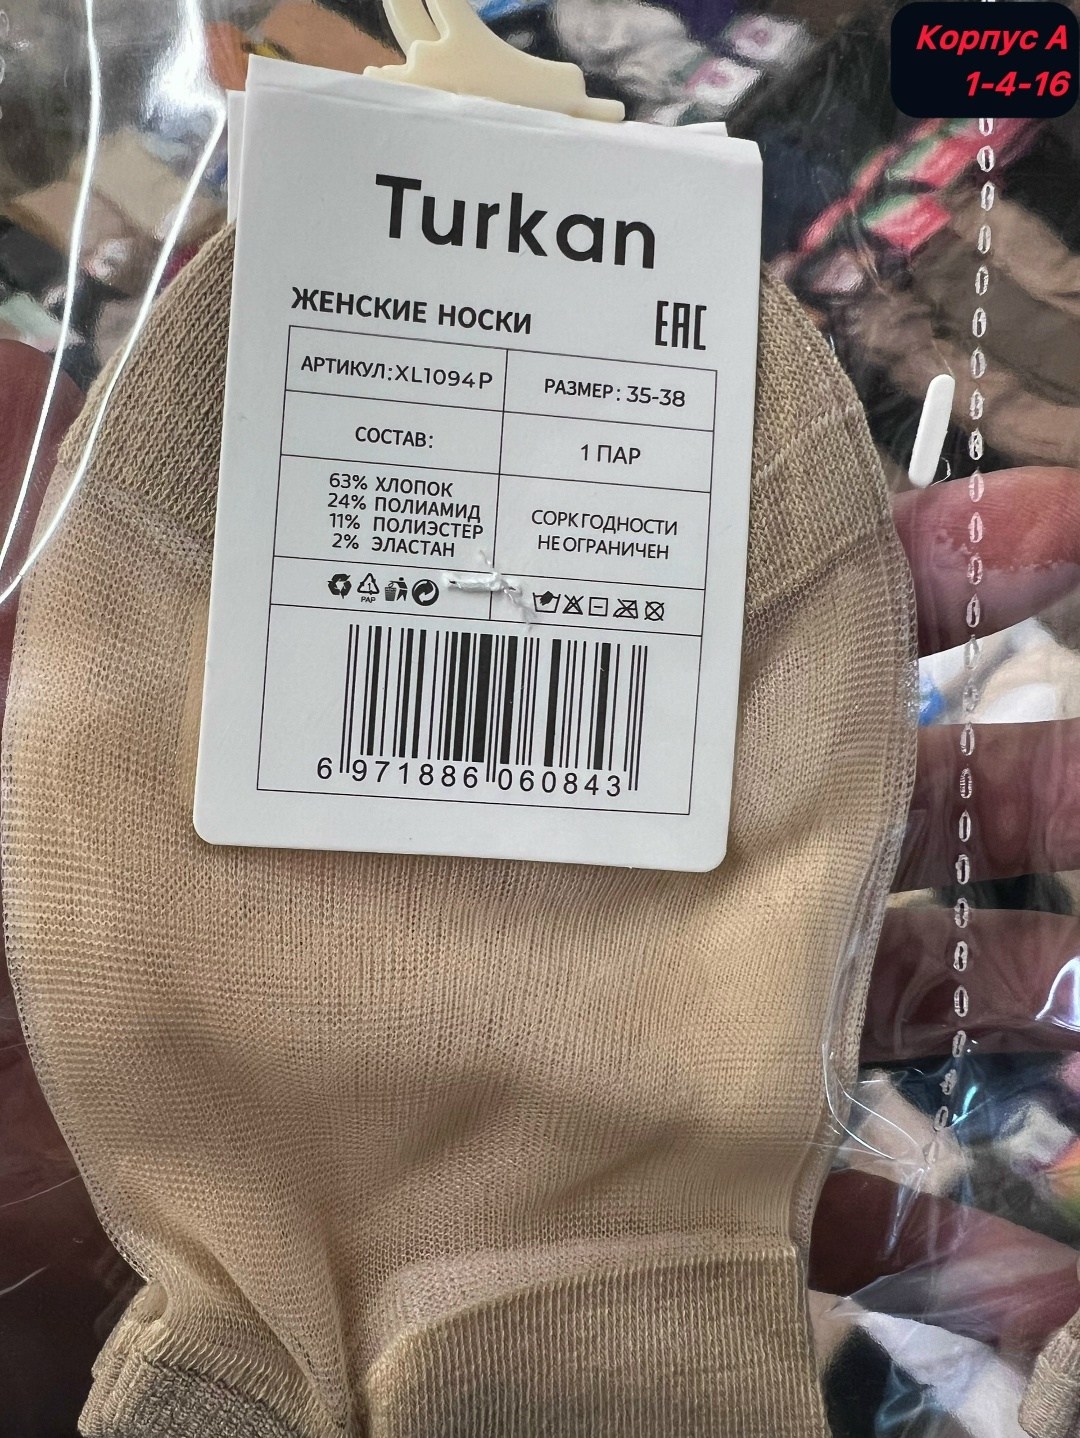 Корпус А
1-4-16
Turkan
ЖЕНСКИЕ НОСКИ
EAC
АРТИКУЛ:XL1094P
РАЗМЕР: 35-38
СОСТАВ:
1 ПАР
63% ХЛОПОК
24% ПОЛИАМИД
11% ПОЛИЭСТЕР
2% ЭЛАСТАН
СОРК ГОДНОСТИ
НЕ ОГРАНИЧЕН
1
PAP
6 971886 060843